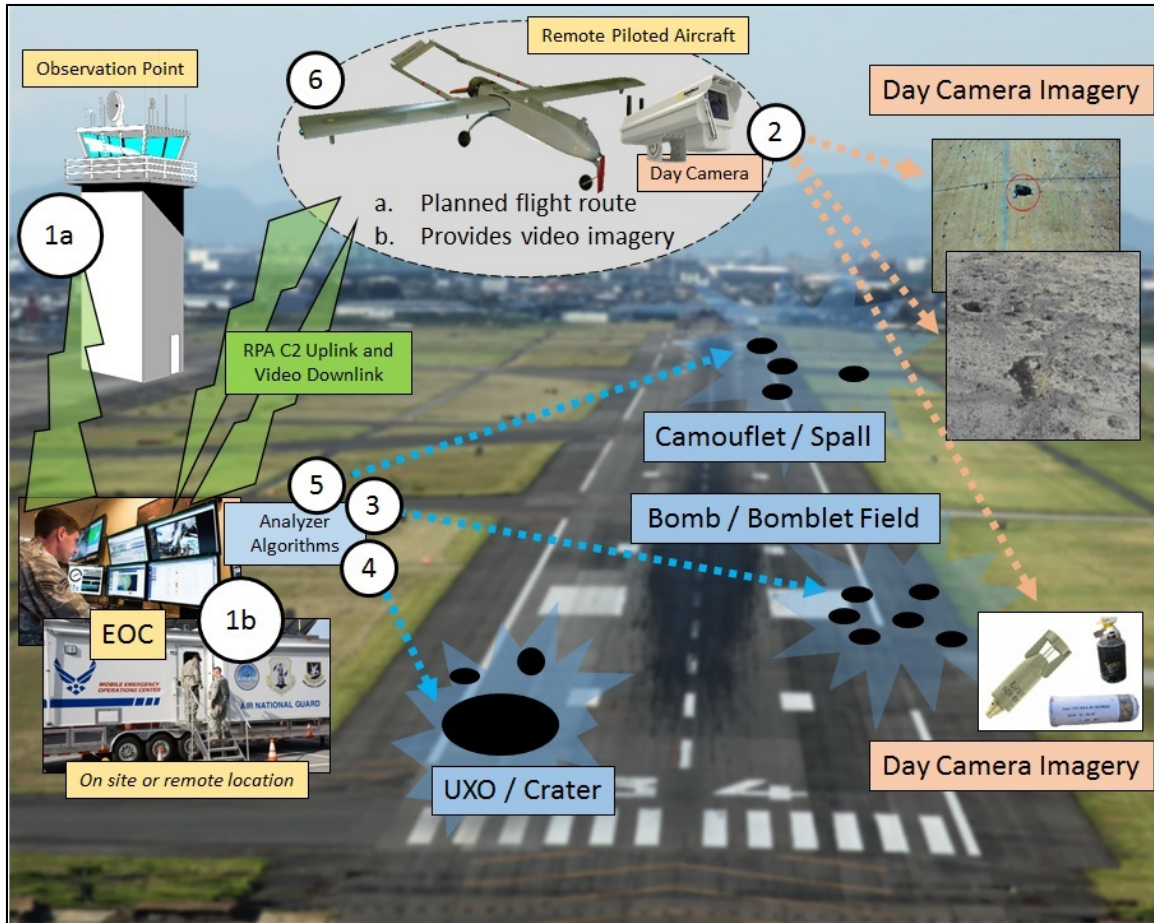 Remote Piloted Aircraft
Observation Point
6
Day Camera Imagery
2
Day Camera
1a
a. Planned flight route
b. Provides video imagery
RPA C2 Uplink and
Video Downlink
Camouflet / Spall
5
3
Analyzer
Algorithms
Bomb / Bomblet Field
4
1b
EOC
MOBILE EMERGENCY
OPERATIONS CENTER
AIR NATIONAL GUARD
On site or remote location
UXO / Crater
Day Camera Imagery
3 4